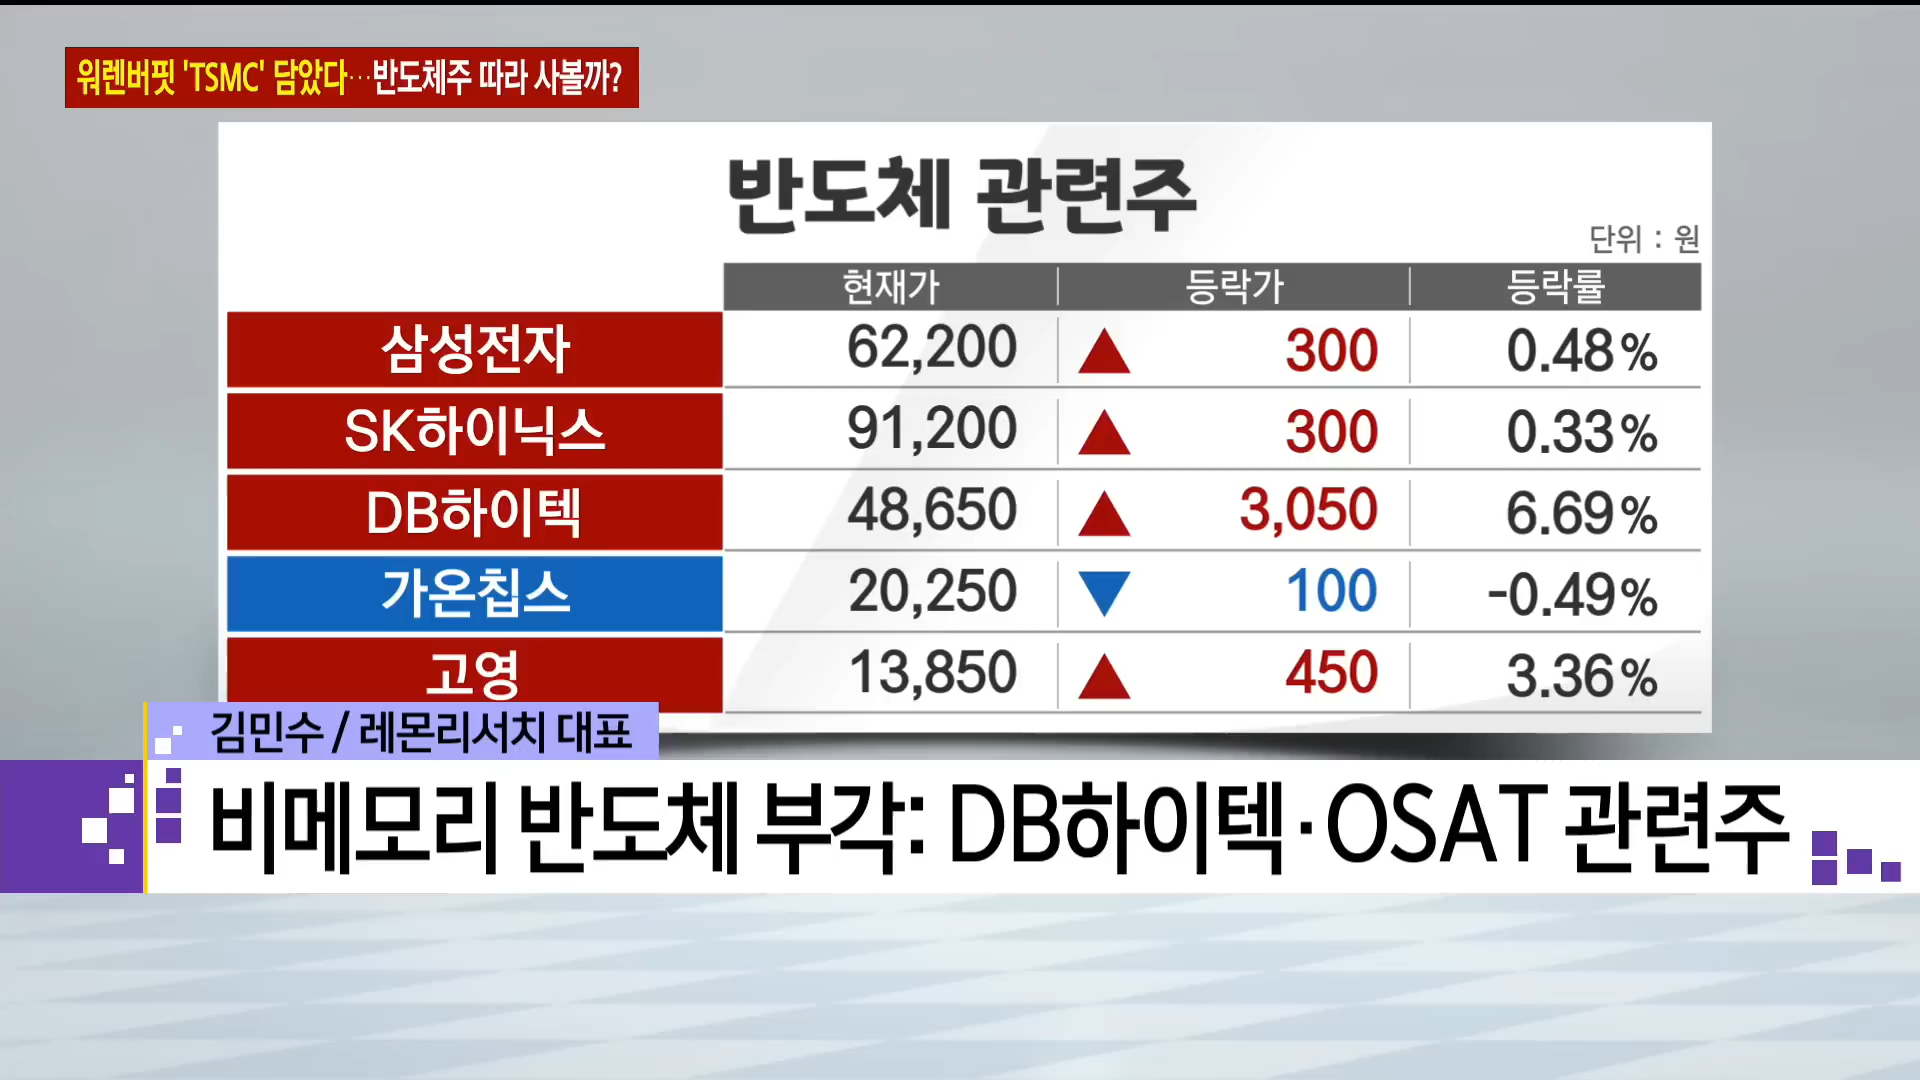 워렌버핏 'TSMC' 담았다…반도체주 따라 사볼까?
반도체 관련주
단위 : 원
현재가 등락가 등락률
삼성전자 62,200 ▲ 300 0.48%
SK하이닉스 91,200 ▲ 300 0.33%
DB하이텍 48,650 ▲ 3,050 6.69%
가온칩스 20,250 ▼ 100 -0.49%
고영 13,850 ▲ 450 3.36%
김민수 / 레몬리서치 대표
비메모리 반도체 부각: DB하이텍·OSAT 관련주